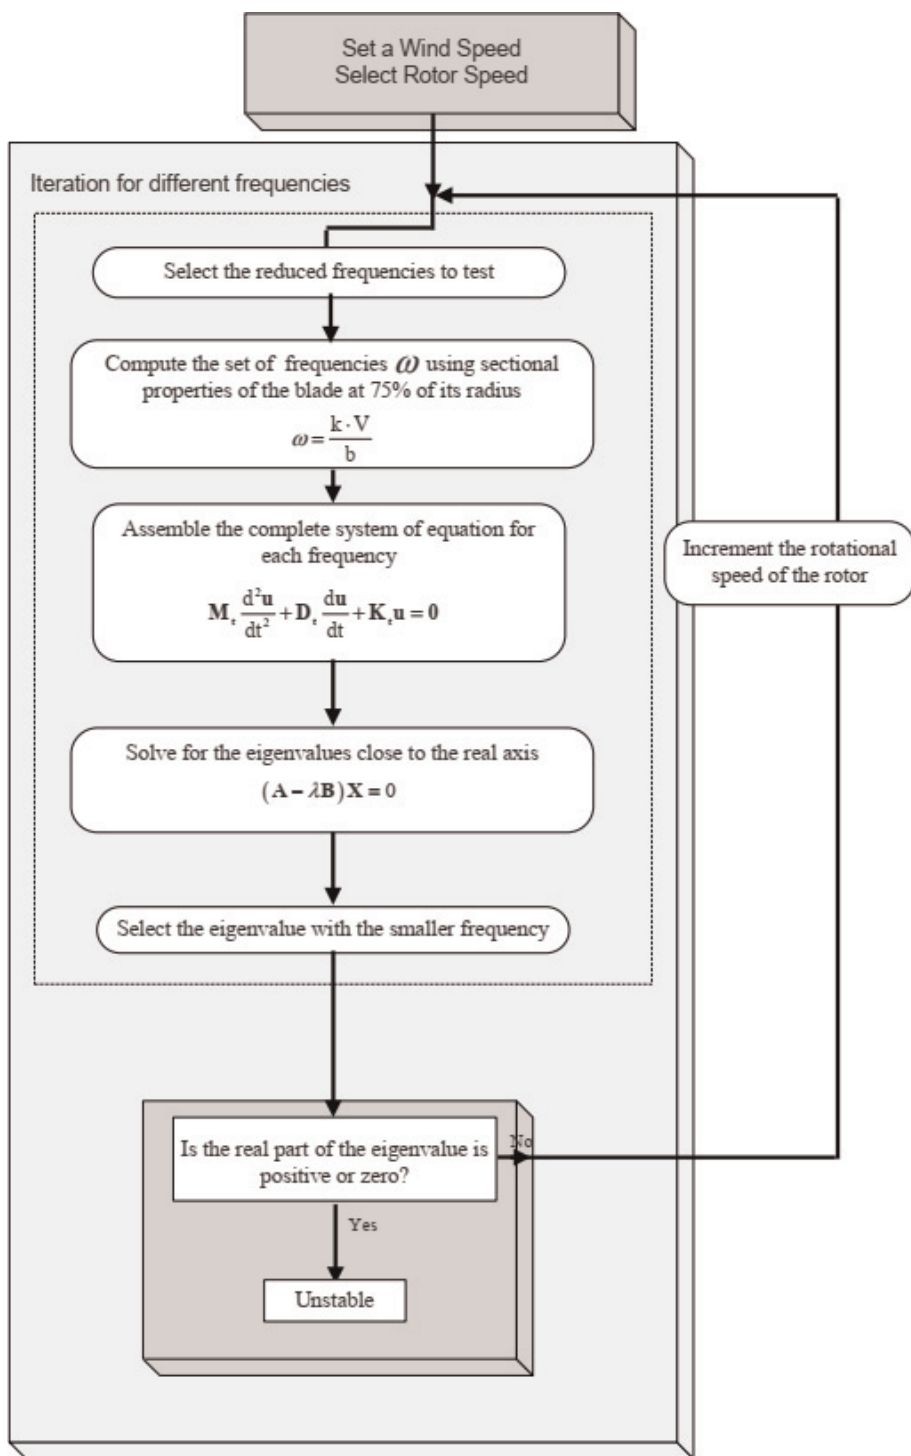 Set a Wind Speed
Select Rotor Speed
Iteration for different frequencies
Select the reduced frequencies to test
Compute the set of frequencies ω using sectional
properties of the blade at 75% of its radius
ω = k · V / b
Assemble the complete system of equation for
each frequency
M_t d²u/dt² + D_t du/dt + K_t u = 0
Solve for the eigenvalues close to the real axis
(A − λB)X = 0
Select the eigenvalue with the smaller frequency
Is the real part of the eigenvalue is
positive or zero?
No
Yes
Unstable
Increment the rotational
speed of the rotor